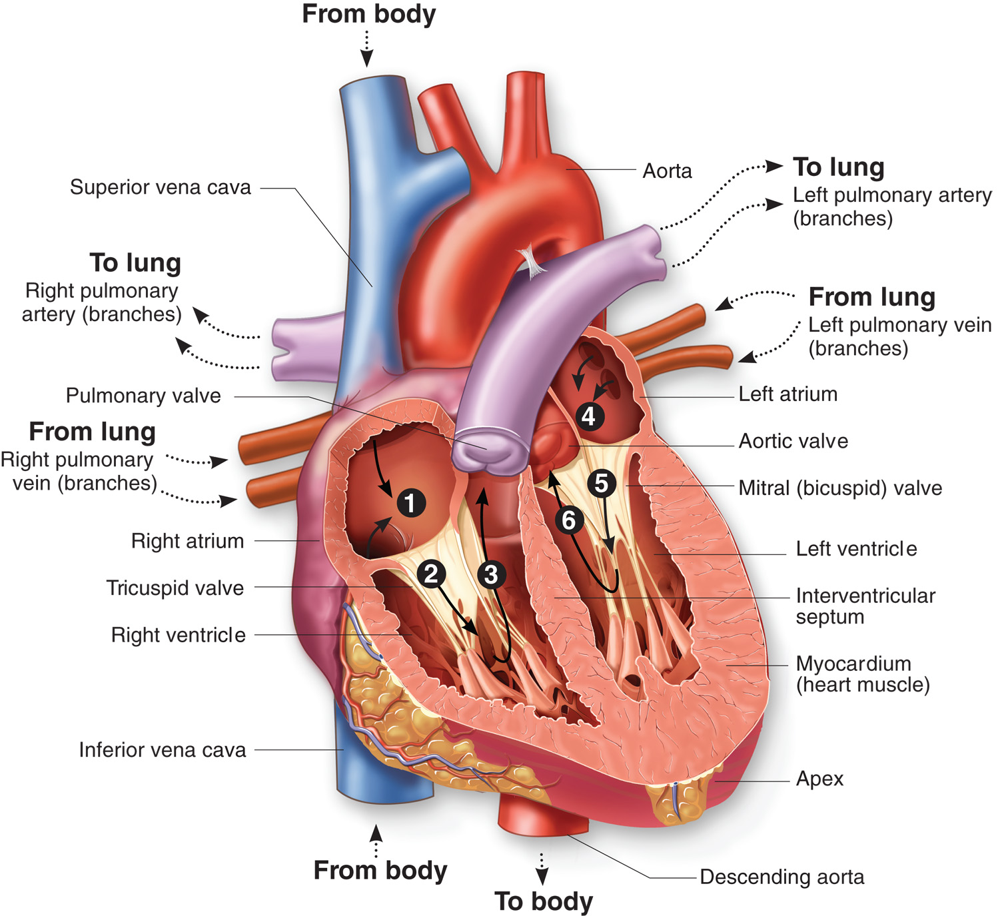 From body
Superior vena cava
To lung
Right pulmonary
artery (branches)
Pulmonary valve
From lung
Right pulmonary
vein (branches)
Right atrium
Tricuspid valve
Right ventricle
Inferior vena cava
From body
Aorta
To lung
Left pulmonary artery
(branches)
From lung
Left pulmonary vein
(branches)
Left atrium
Aortic valve
Mitral (bicuspid) valve
Left ventricle
Interventricular
septum
Myocardium
(heart muscle)
Apex
Descending aorta
To body
1
2
3
4
5
6